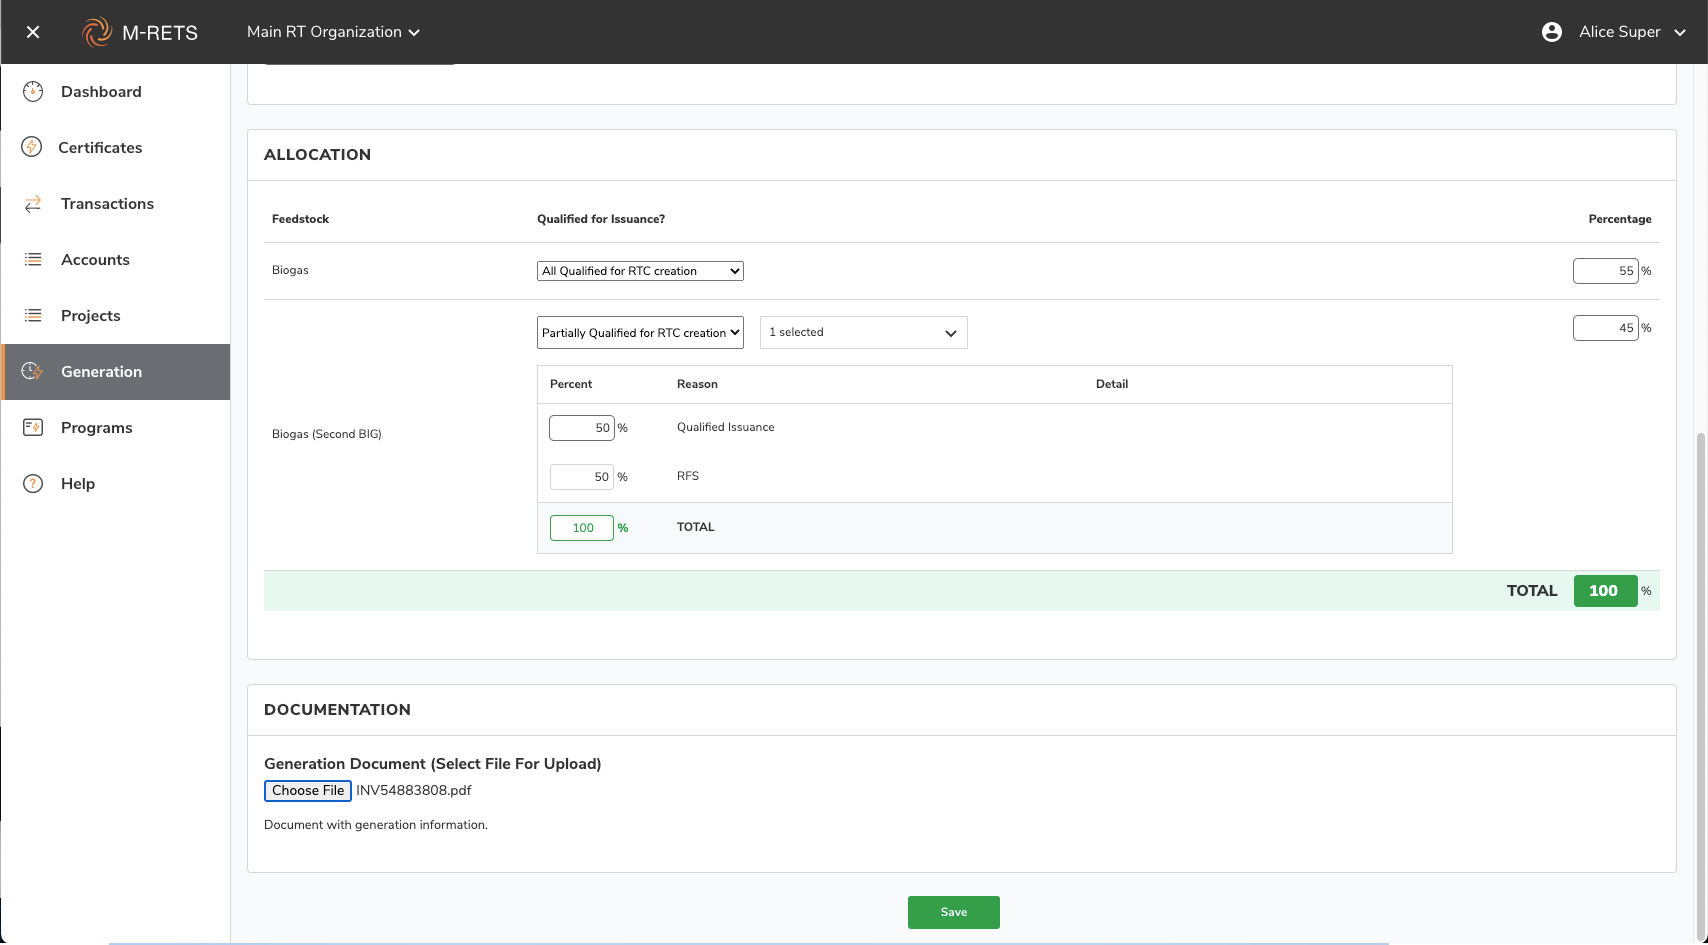 M-RETS
Main RT Organization
Alice Super
Dashboard
Certificates
Transactions
Accounts
Projects
Generation
Programs
Help
ALLOCATION
Feedstock Qualified for Issuance? Percentage
Biogas All Qualified for RTC creation 55 %
Partially Qualified for RTC creation 1 selected 45 %
Percent Reason Detail
50 % Qualified Issuance
Biogas (Second BIG)
50 % RFS
100 % TOTAL
TOTAL 100 %
DOCUMENTATION
Generation Document (Select File For Upload)
Choose File INV54883808.pdf
Document with generation information.
Save